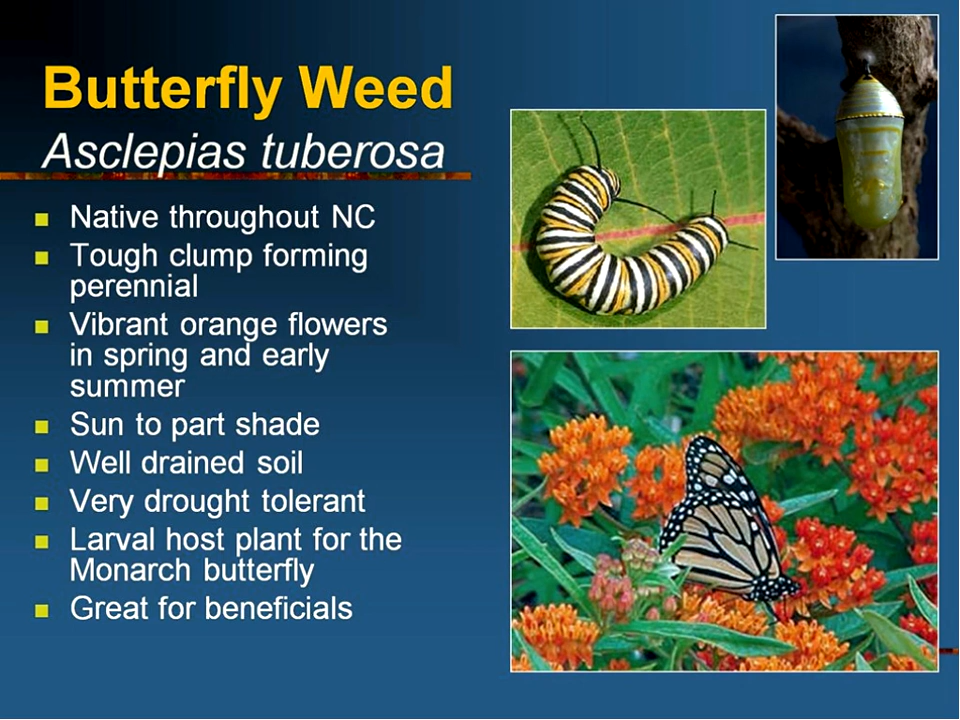 Butterfly Weed
Asclepias tuberosa
Native throughout NC
Tough clump forming
perennial
Vibrant orange flowers
in spring and early
summer
Sun to part shade
Well drained soil
Very drought tolerant
Larval host plant for the
Monarch butterfly
Great for beneficials